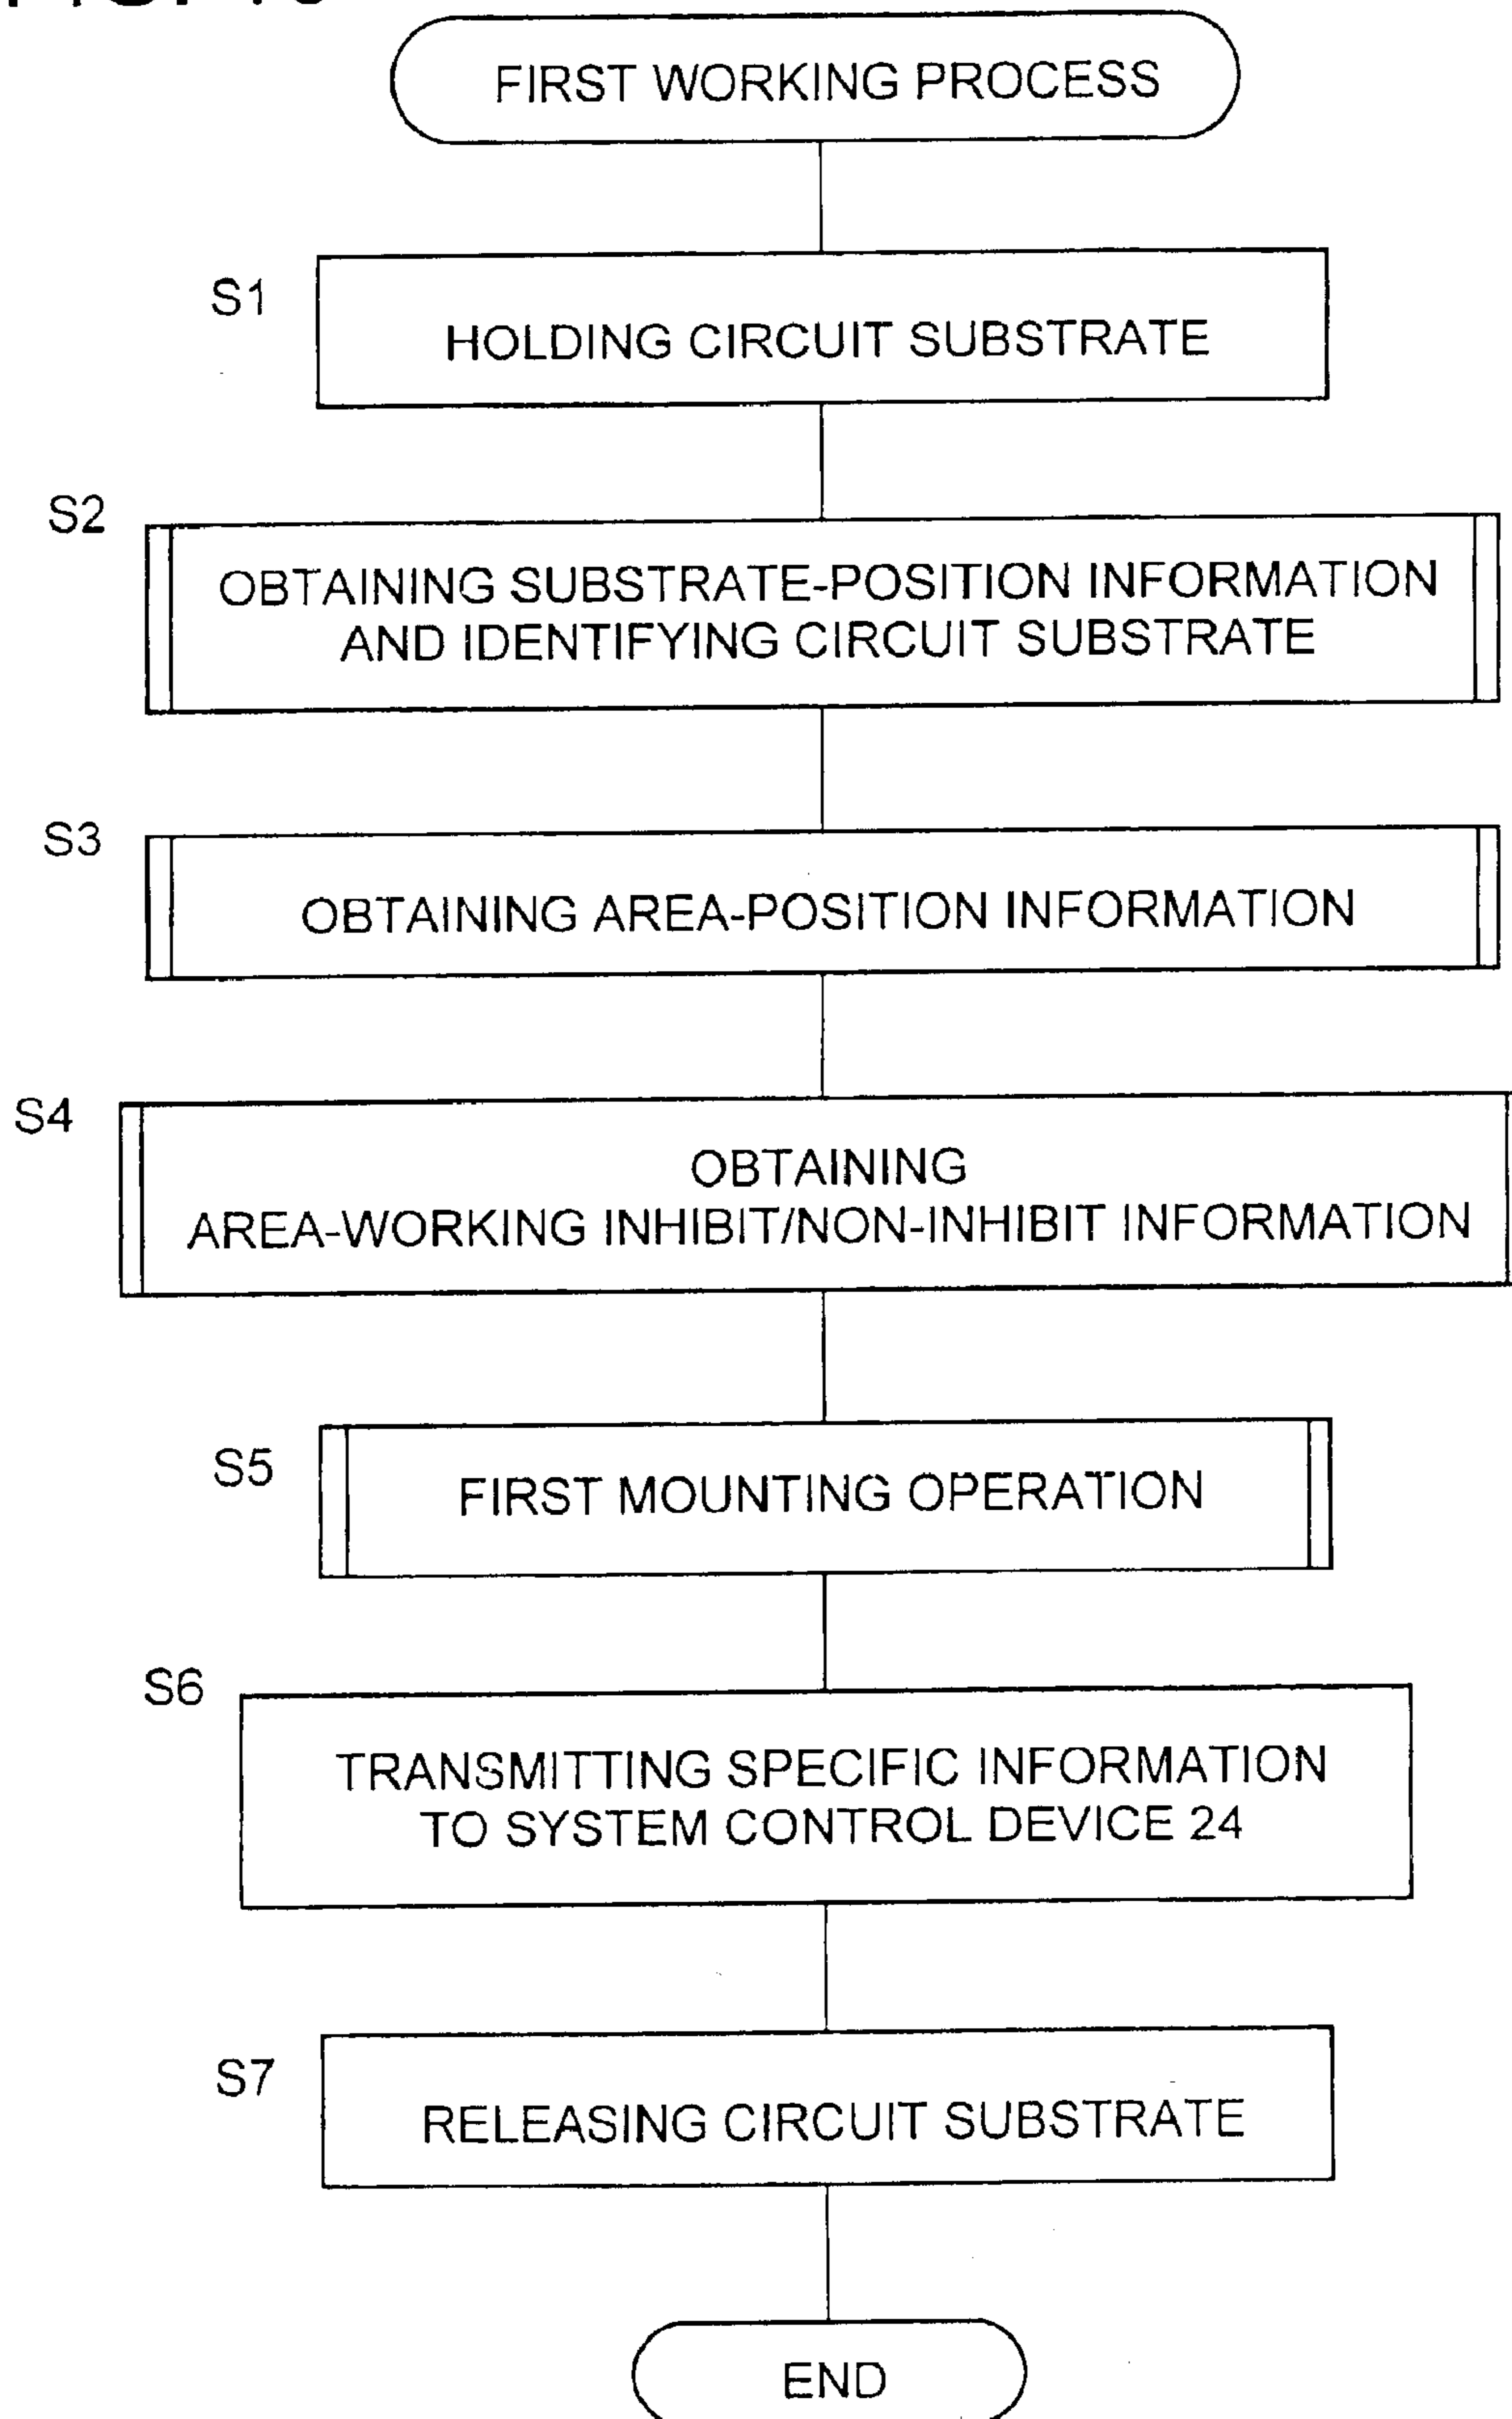 FIRST WORKING PROCESS
S1
HOLDING CIRCUIT SUBSTRATE
S2
OBTAINING SUBSTRATE-POSITION INFORMATION
AND IDENTIFYING CIRCUIT SUBSTRATE
S3
OBTAINING AREA-POSITION INFORMATION
S4
OBTAINING
AREA-WORKING INHIBIT/NON-INHIBIT INFORMATION
S5
FIRST MOUNTING OPERATION
S6
TRANSMITTING SPECIFIC INFORMATION
TO SYSTEM CONTROL DEVICE 24
S7
RELEASING CIRCUIT SUBSTRATE
END